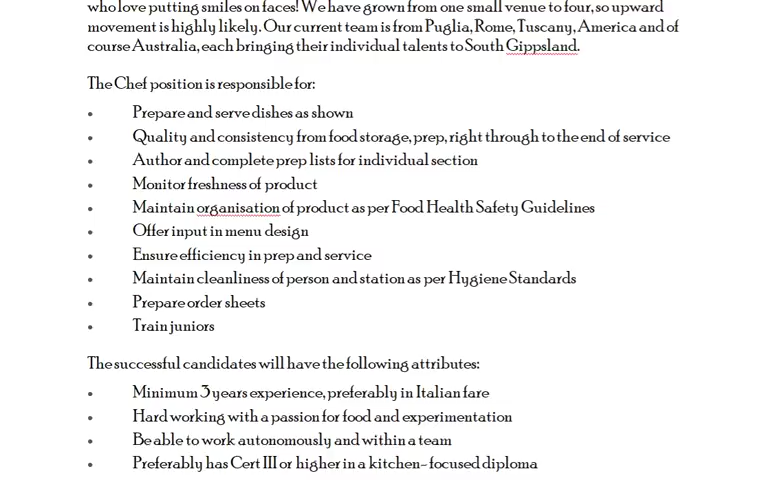 who love putting smiles on faces! We have grown from one small venue to four, so upward
movement is highly likely. Our current team is from Puglia, Rome, Tuscany, America and of
course Australia, each bringing their individual talents to South Gippsland.
The Chef position is responsible for:
• Prepare and serve dishes as shown
• Quality and consistency from food storage, prep, right through to the end of service
• Author and complete prep lists for individual section
• Monitor freshness of product
• Maintain organisation of product as per Food Health Safety Guidelines
• Offer input in menu design
• Ensure efficiency in prep and service
• Maintain cleanliness of person and station as per Hygiene Standards
• Prepare order sheets
• Train juniors
The successful candidates will have the following attributes:
• Minimum 3 years experience, preferably in Italian fare
• Hard working with a passion for food and experimentation
• Be able to work autonomously and within a team
• Preferably has Cert III or higher in a kitchen-focused diploma